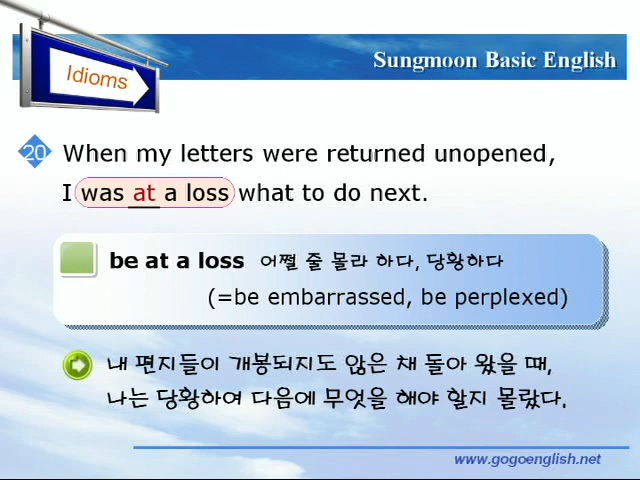 Idioms
Sungmoon Basic English
20 When my letters were returned unopened,
I was at a loss what to do next.
be at a loss 어쩔 줄 몰라 하다, 당황하다
(=be embarrassed, be perplexed)
내 편지들이 개봉되지도 않은 채 돌아 왔을 때,
나는 당황하여 다음에 무엇을 해야 할지 몰랐다.
www.gogoenglish.net